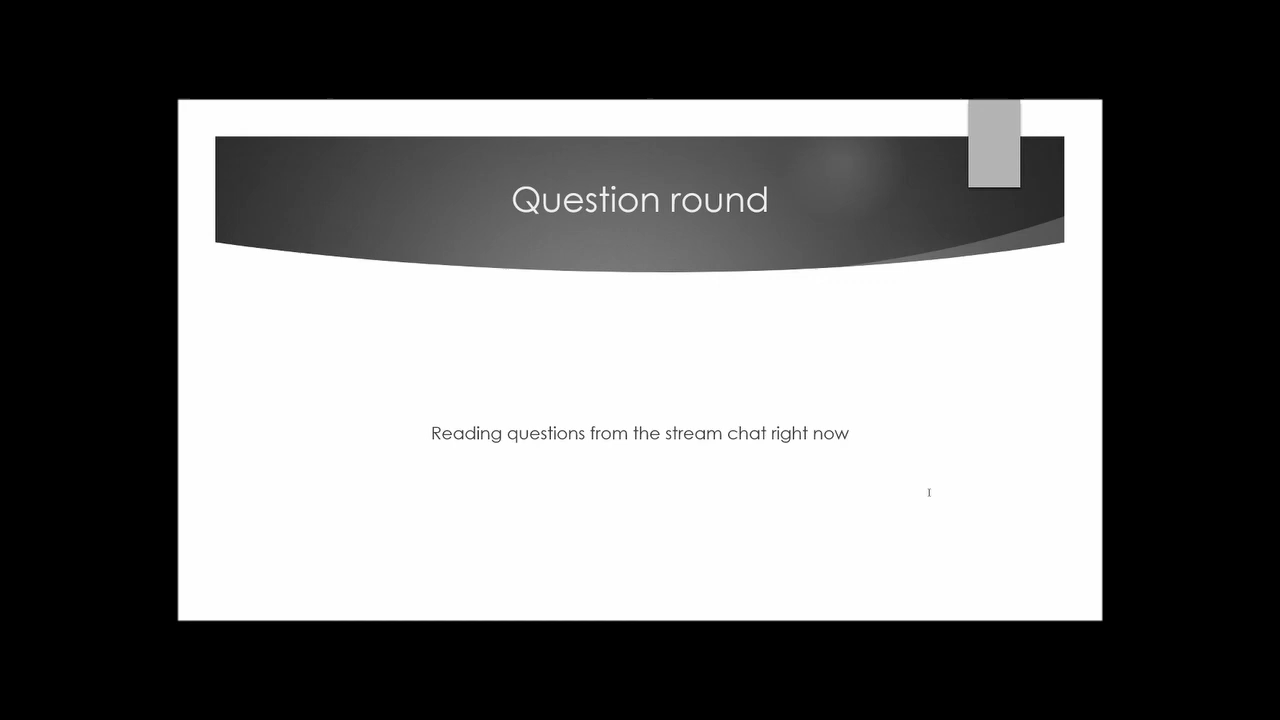 Question round
Reading questions from the stream chat right now